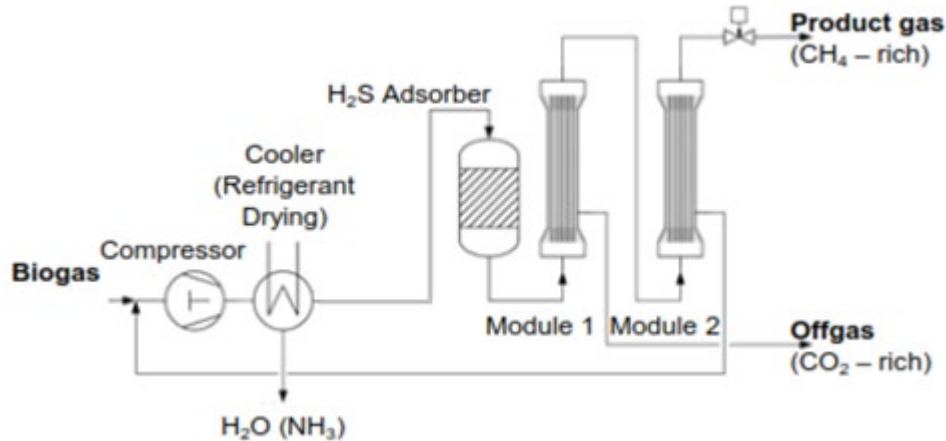 Product gas
(CH₄ – rich)
H₂S Adsorber
Cooler
(Refrigerant
Drying)
Compressor
Biogas
Module 1
Module 2
Offgas
(CO₂ – rich)
H₂O (NH₃)